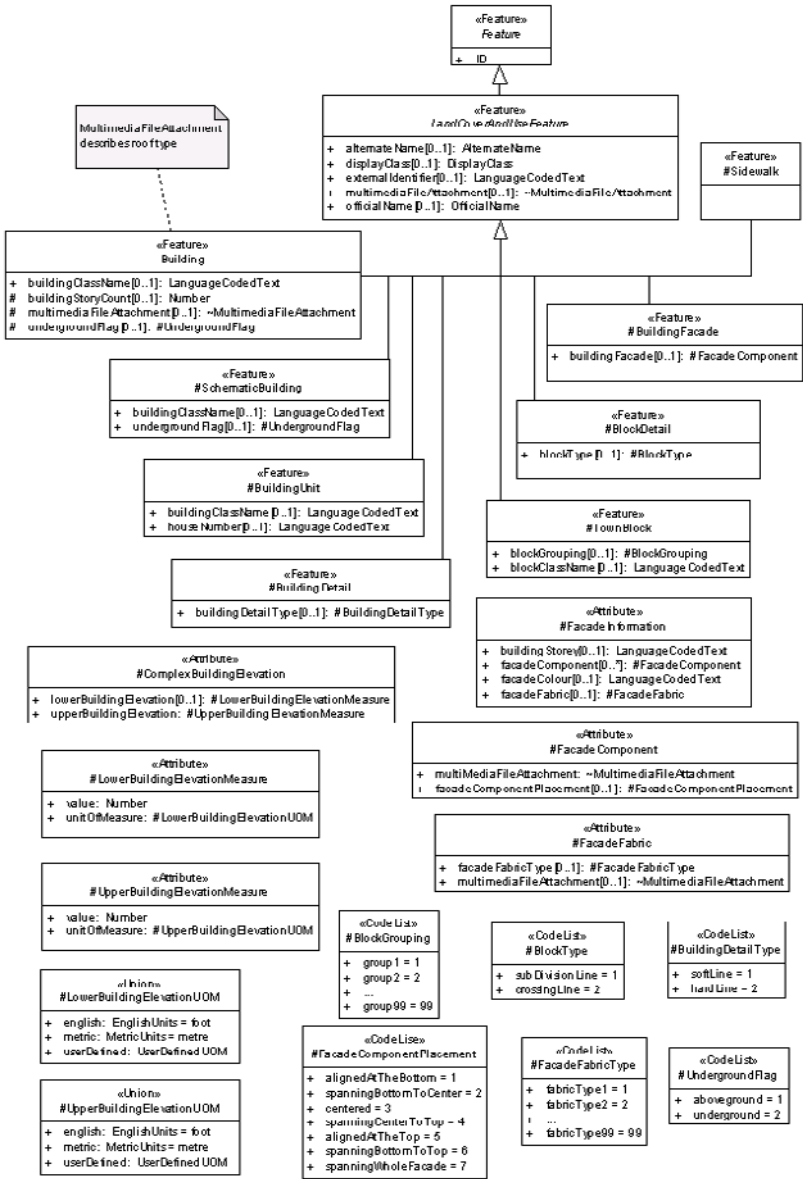 «Feature»
Feature
+ ID
MultimediaFileAttachment
describes roof type
«Feature»
LandCoverAndUseFeature
+ alternateName[0..1]: AlternateName
+ displayClass[0..1]: DisplayClass
+ externalIdentifier[0..1]: LanguageCodedText
+ multimediaFileAttachment[0..1]: ~MultimediaFileAttachment
+ officialName[0..1]: OfficialName
«Feature»
#Sidewalk
«Feature»
Building
+ buildingClassName[0..1]: LanguageCodedText
# buildingStoryCount[0..1]: Number
# multimediaFileAttachment[0..1]: ~MultimediaFileAttachment
# undergroundFlag[0..1]: #UndergroundFlag
«Feature»
#BuildingFacade
+ buildingFacade[0..1]: #FacadeComponent
«Feature»
#SchematicBuilding
+ buildingClassName[0..1]: LanguageCodedText
+ undergroundFlag[0..1]: #UndergroundFlag
«Feature»
#BlockDetail
+ blockType[0..1]: #BlockType
«Feature»
#BuildingUnit
+ buildingClassName[0..1]: LanguageCodedText
+ houseNumber[0..1]: LanguageCodedText
«Feature»
#TownBlock
+ blockGrouping[0..1]: #BlockGrouping
+ blockClassName[0..1]: LanguageCodedText
«Feature»
#BuildingDetail
+ buildingDetailType[0..1]: #BuildingDetailType
«Attribute»
#FacadeInformation
+ buildingStorey[0..1]: LanguageCodedText
+ facadeComponent[0..*]: #FacadeComponent
+ facadeColour[0..1]: LanguageCodedText
+ facadeFabric[0..1]: #FacadeFabric
«Attribute»
#ComplexBuildingElevation
+ lowerBuildingElevation[0..1]: #LowerBuildingElevationMeasure
+ upperBuildingElevation: #UpperBuildingElevationMeasure
«Attribute»
#FacadeComponent
+ multiMediaFileAttachment: ~MultimediaFileAttachment
+ facadeComponentPlacement[0..1]: #FacadeComponentPlacement
«Attribute»
#LowerBuildingElevationMeasure
+ value: Number
+ unitOfMeasure: #LowerBuildingElevationUOM
«Attribute»
#FacadeFabric
+ facadeFabricType[0..1]: #FacadeFabricType
+ multimediaFileAttachment[0..1]: ~MultimediaFileAttachment
«Attribute»
#UpperBuildingElevationMeasure
+ value: Number
+ unitOfMeasure: #UpperBuildingElevationUOM
«CodeList»
#BlockGrouping
+ group1 = 1
+ group2 = 2
+ ...
+ group99 = 99
«CodeList»
#BlockType
+ subDivisionLine = 1
+ crossingLine = 2
«CodeList»
#BuildingDetailType
+ softLine = 1
+ hardLine = 2
«Union»
#LowerBuildingElevationUOM
+ english: EnglishUnits = foot
+ metric: MetricUnits = metre
+ userDefined: UserDefinedUOM
«CodeLise»
#FacadeComponentPlacement
+ alignedAtTheBottom = 1
+ spanningBottomToCenter = 2
+ centered = 3
+ spanningCenterToTop = 4
+ alignedAtTheTop = 5
+ spanningBottomToTop = 6
+ spanningWholeFacade = 7
«CodeList»
#FacadeFabricType
+ fabricType1 = 1
+ fabricType2 = 2
+ ...
+ fabricType99 = 99
«CodeList»
#UndergroundFlag
+ aboveground = 1
+ underground = 2
«Union»
#UpperBuildingElevationUOM
+ english: EnglishUnits = foot
+ metric: MetricUnits = metre
+ userDefined: UserDefinedUOM